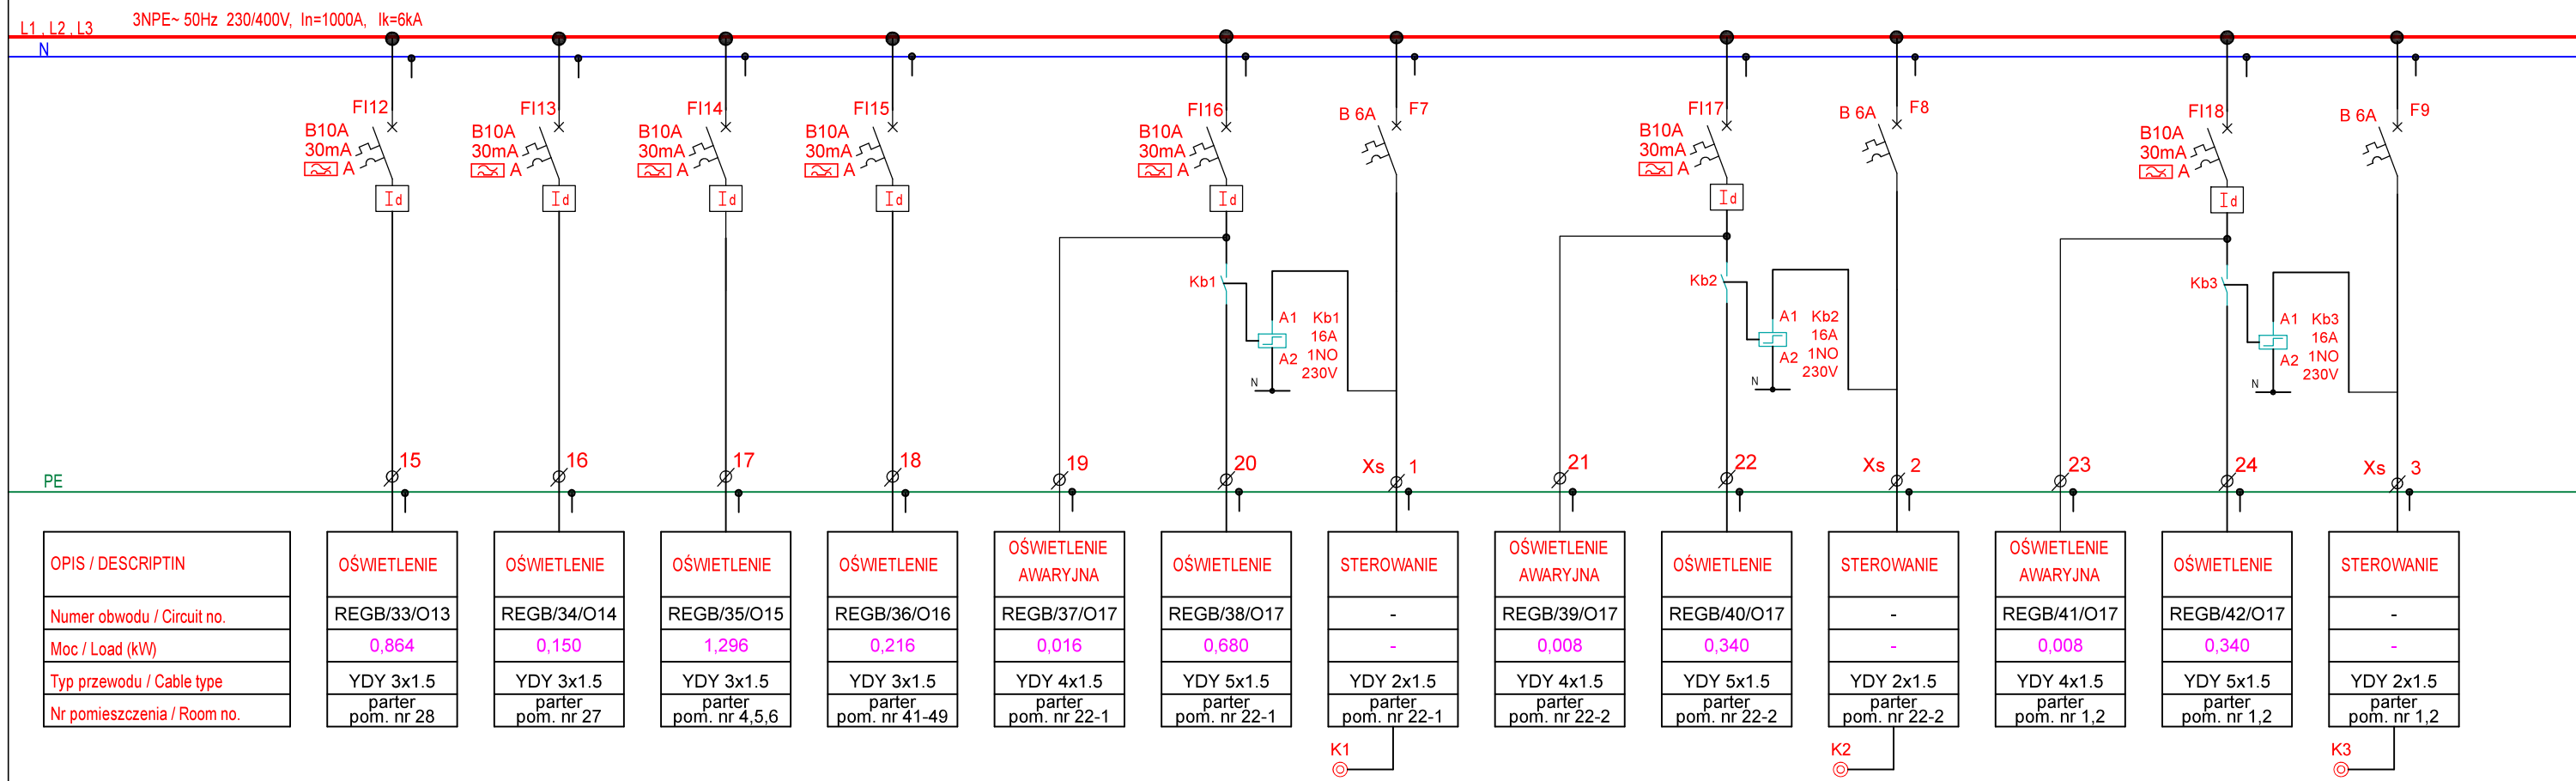 3NPE~ 50Hz 230/400V, In=1000A, Ik=6kA
L1 , L2 , L3
N
FI12 FI13 FI14 FI15 FI16 F7 FI17 F8 FI18 F9
B10A B10A B10A B10A B10A B 6A B10A B 6A B10A B 6A
30mA 30mA 30mA 30mA 30mA 30mA 30mA
A A A A A A A
Id Id Id Id Id Id Id
Kb1 Kb2 Kb3
A1 Kb1 A1 Kb2 A1 Kb3
16A 16A 16A
A2 1NO A2 1NO A2 1NO
230V 230V 230V
N N N
15 16 17 18 19 20 Xs 1 21 22 Xs 2 23 24 Xs 3
PE
OPIS / DESCRIPTIN OŚWIETLENIE OŚWIETLENIE OŚWIETLENIE OŚWIETLENIE OŚWIETLENIE AWARYJNA OŚWIETLENIE STEROWANIE OŚWIETLENIE AWARYJNA OŚWIETLENIE STEROWANIE OŚWIETLENIE AWARYJNA OŚWIETLENIE STEROWANIE
Numer obwodu / Circuit no. REGB/33/O13 REGB/34/O14 REGB/35/O15 REGB/36/O16 REGB/37/O17 REGB/38/O17 - REGB/39/O17 REGB/40/O17 - REGB/41/O17 REGB/42/O17 -
Moc / Load (kW) 0,864 0,150 1,296 0,216 0,016 0,680 - 0,008 0,340 - 0,008 0,340 -
Typ przewodu / Cable type YDY 3x1.5 YDY 3x1.5 YDY 3x1.5 YDY 3x1.5 YDY 4x1.5 YDY 5x1.5 YDY 2x1.5 YDY 4x1.5 YDY 5x1.5 YDY 2x1.5 YDY 4x1.5 YDY 5x1.5 YDY 2x1.5
Nr pomieszczenia / Room no. parter pom. nr 28 parter pom. nr 27 parter pom. nr 4,5,6 parter pom. nr 41-49 parter pom. nr 22-1 parter pom. nr 22-1 parter pom. nr 22-1 parter pom. nr 22-2 parter pom. nr 22-2 parter pom. nr 22-2 parter pom. nr 1,2 parter pom. nr 1,2 parter pom. nr 1,2
K1 K2 K3